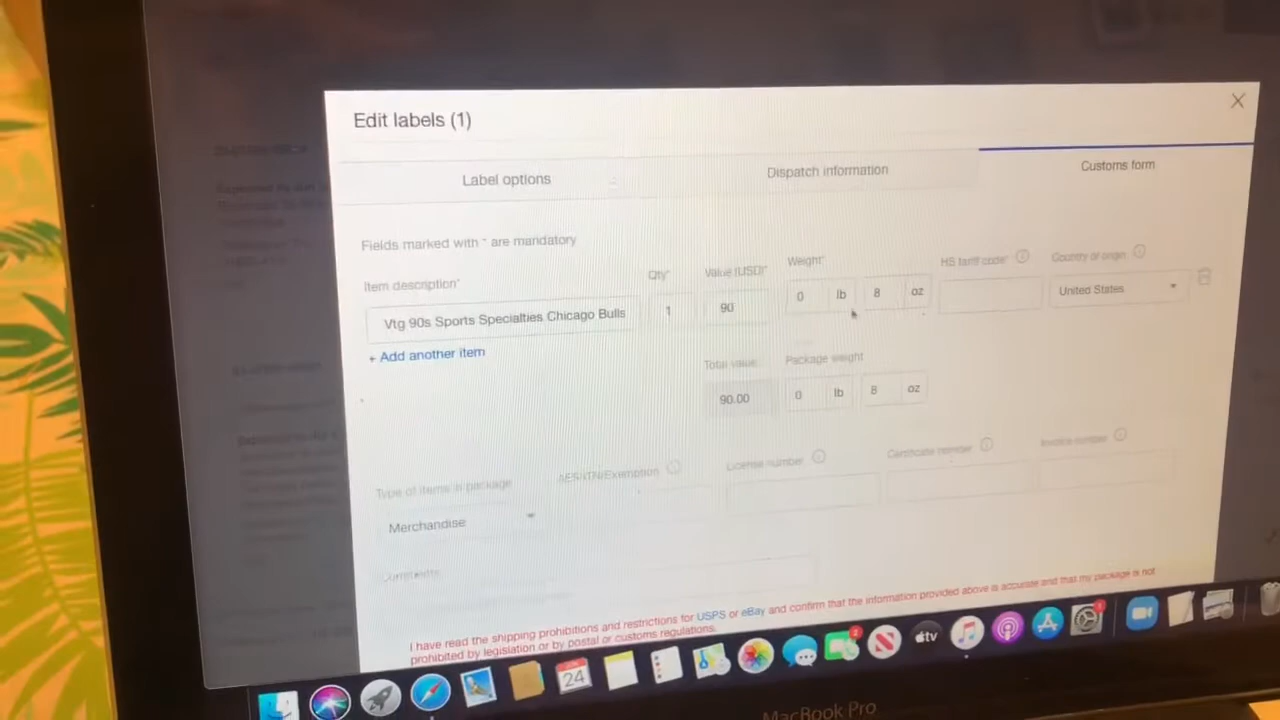 Edit labels (1)
Label options
Dispatch information
Customs form
Fields marked with * are mandatory
Item description*
Qty*
Value (USD)*
Weight*
HS tariff code*
Country of origin
Vtg 90s Sports Specialties Chicago Bulls
1
90
0 lb 8 oz
United States
+ Add another item
Total value
Package weight
90.00
0 lb 8 oz
Type of items in package
AES/ITN/Exemption
License number
Certificate number
Invoice number
Merchandise
Comments
I have read the shipping prohibitions and restrictions for USPS or eBay and confirm that the information provided above is accurate and that my package is not
prohibited by legislation or by postal or customs regulations.
24
2
tv
1
MacBook Pro